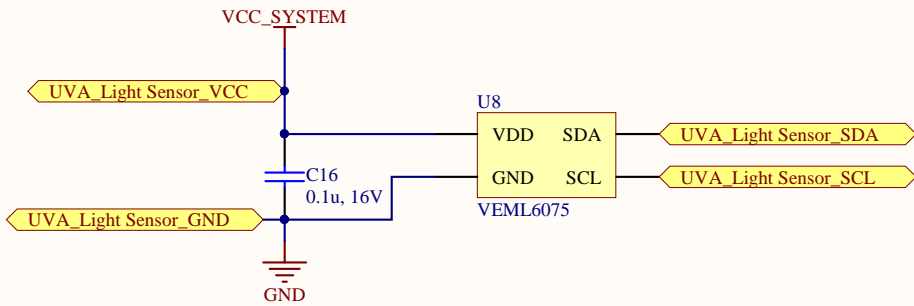 VCC_SYSTEM
UVA_Light Sensor_VCC
U8
VDD SDA
UVA_Light Sensor_SDA
C16
GND SCL
UVA_Light Sensor_SCL
0.1u, 16V
VEML6075
UVA_Light Sensor_GND
GND